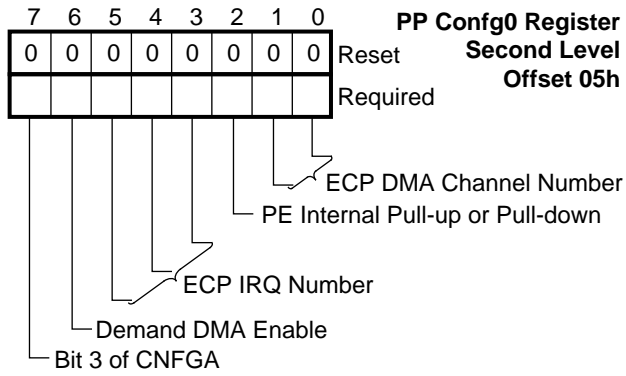 7 6 5 4 3 2 1 0
PP Confg0 Register
Second Level
Offset 05h
0 0 0 0 0 0 0 0 Reset
Required
ECP DMA Channel Number
PE Internal Pull-up or Pull-down
ECP IRQ Number
Demand DMA Enable
Bit 3 of CNFGA